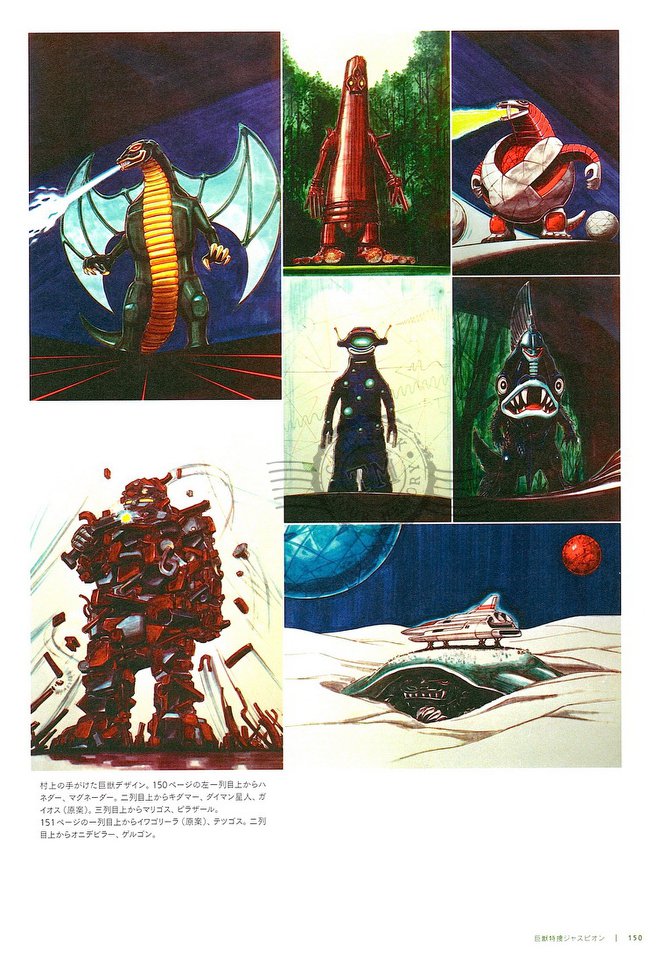 村上の手がけた巨獣デザイン。150ページの左一列目上からハ
ネダー、マグネーダー。二列目上からキダマー、ダイマン星人、ガ
イオス（原案）。三列目上からマリゴス、ピラザール。
151ページの一列目上からイワゴリーラ（原案）、テツゴス。二列
目上からオニデビラー、ゲルゴン。
巨獣特捜ジャスピオン | 150